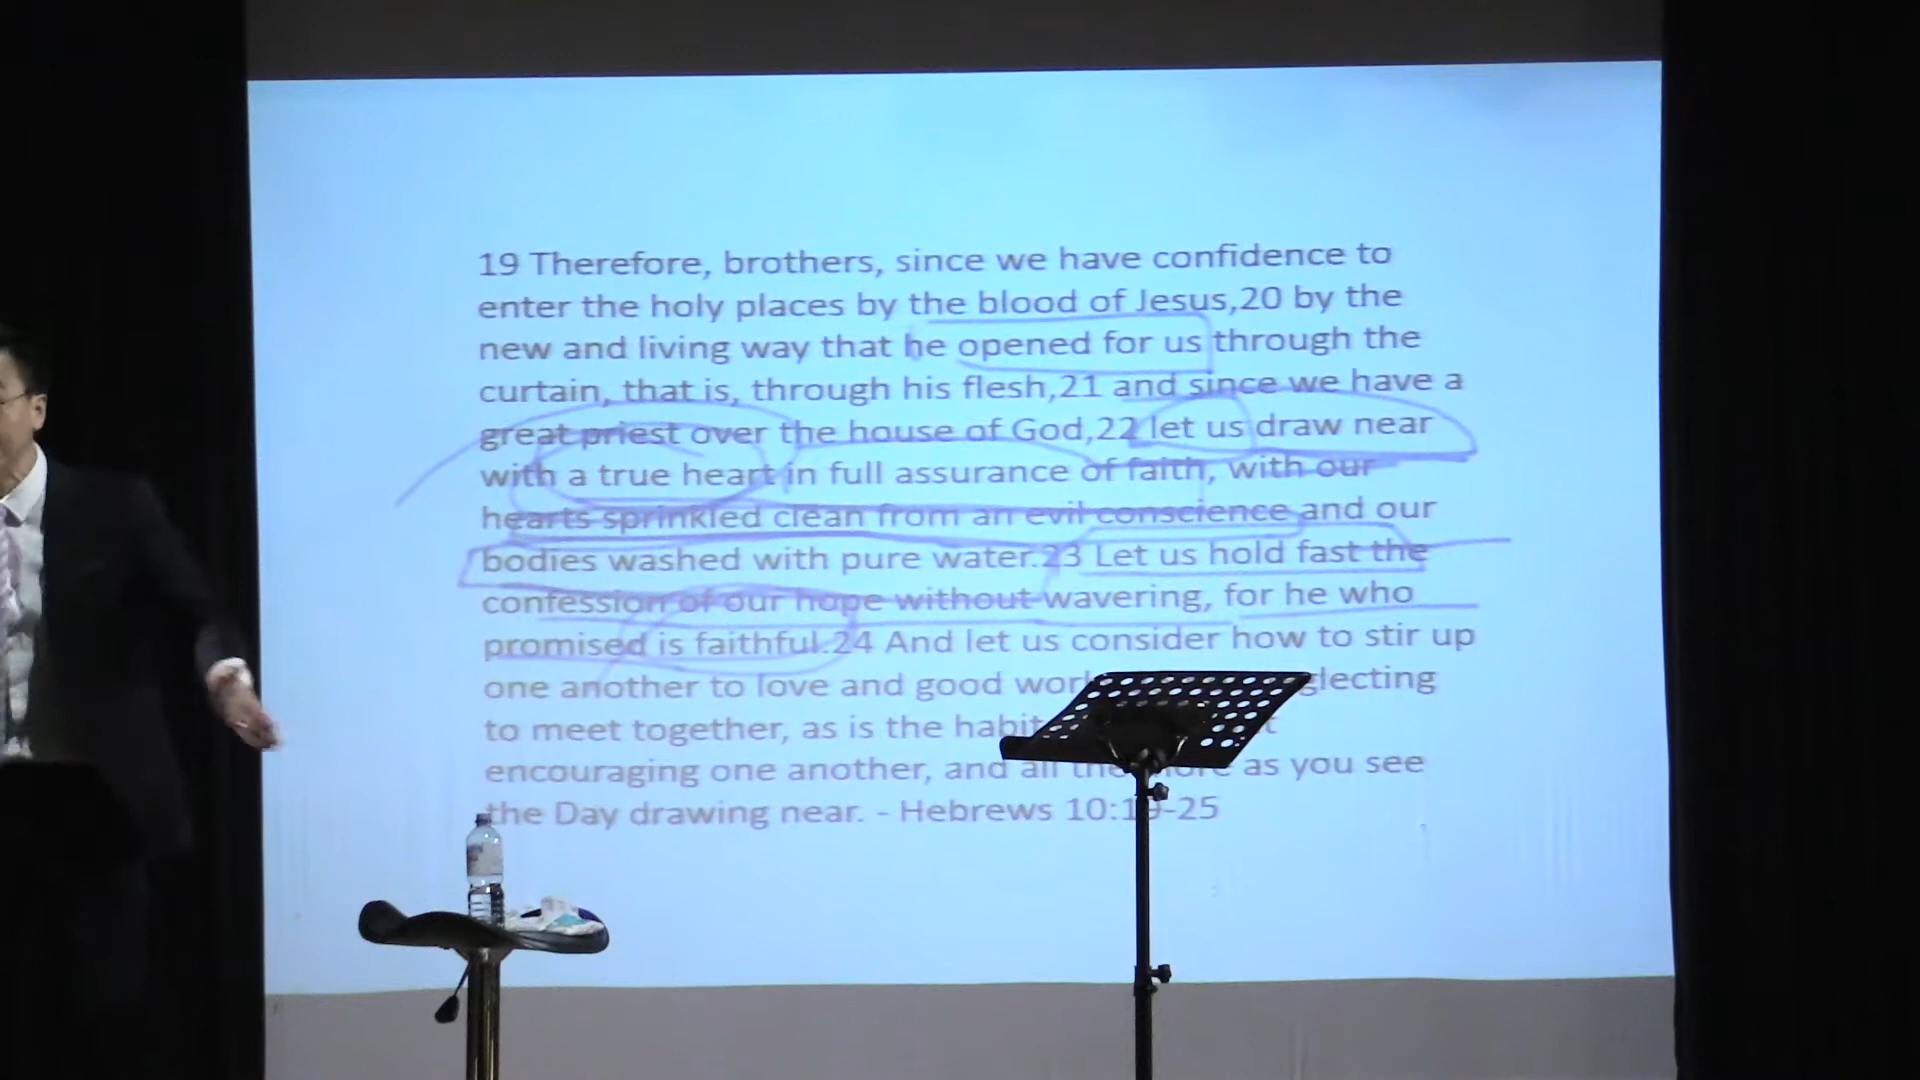 19 Therefore, brothers, since we have confidence to
enter the holy places by the blood of Jesus,20 by the
new and living way that he opened for us through the
curtain, that is, through his flesh,21 and since we have a
great priest over the house of God,22 let us draw near
with a true heart in full assurance of faith, with our
hearts sprinkled clean from an evil conscience and our
bodies washed with pure water.23 Let us hold fast the
confession of our hope without wavering, for he who
promised is faithful.24 And let us consider how to stir up
one another to love and good
to meet together, as is the habit
encouraging one another, and all as you see
the Day drawing near. - Hebrews 10:19-25